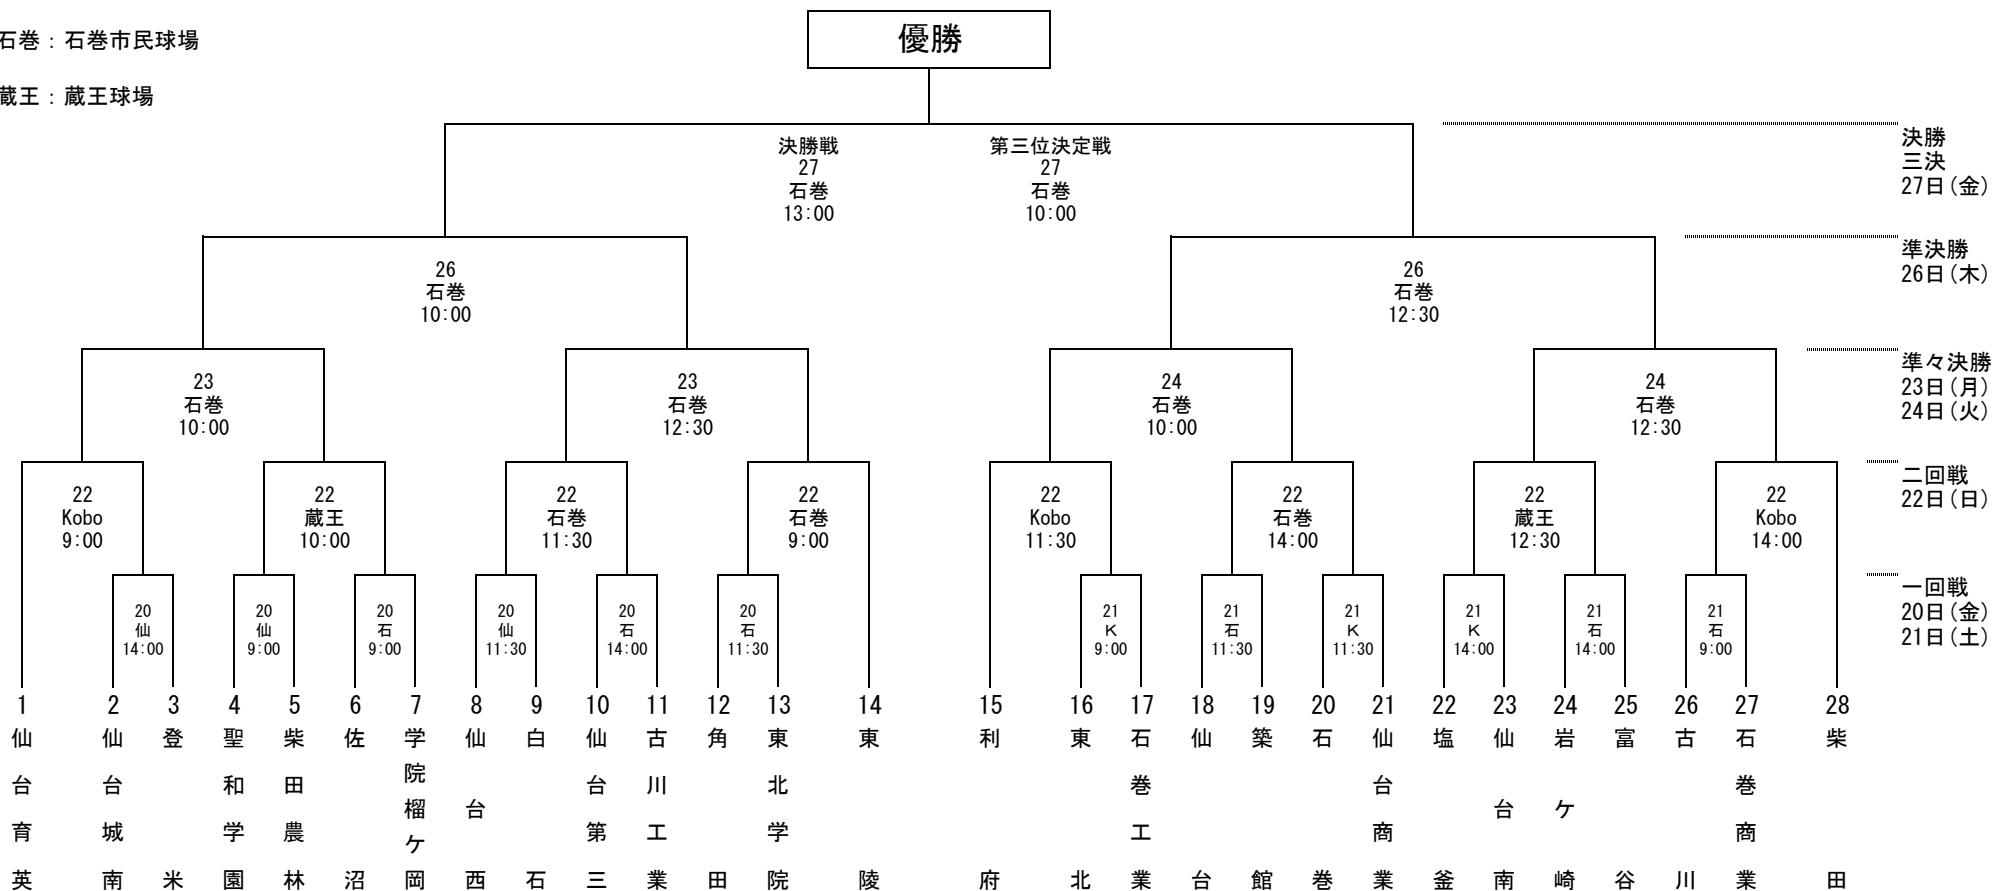 石巻：石巻市民球場
優勝
蔵王：蔵王球場
決勝戦
27
石巻
13:00
第三位決定戦
27
石巻
10:00
決勝
三決
27日(金)
26
石巻
10:00
26
石巻
12:30
準決勝
26日(木)
23
石巻
10:00
23
石巻
12:30
24
石巻
10:00
24
石巻
12:30
準々決勝
23日(月)
24日(火)
22
Kobo
9:00
22
蔵王
10:00
22
石巻
11:30
22
石巻
9:00
22
Kobo
11:30
22
石巻
14:00
22
蔵王
12:30
22
Kobo
14:00
二回戦
22日(日)
20
仙
14:00
20
仙
9:00
20
石
9:00
20
仙
11:30
20
石
14:00
20
石
11:30
21
K
9:00
21
石
11:30
21
K
11:30
21
K
14:00
21
石
14:00
21
石
9:00
一回戦
20日(金)
21日(土)
1 仙台育英
2 仙台城南
3 登米
4 聖和学園
5 柴田農林
6 佐沼
7 学院榴ケ岡
8 仙台西
9 白石
10 仙台第三
11 古川工業
12 角田
13 東北学院
14 東陵
15 利府
16 東北
17 石巻工業
18 仙台
19 築館
20 石巻
21 仙台商業
22 塩釜
23 仙台南
24 岩ケ崎
25 富谷
26 古川
27 石巻商業
28 柴田